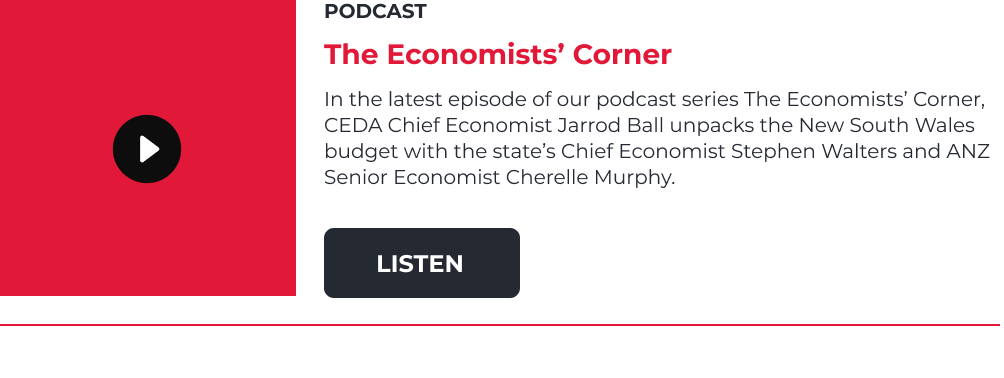 PODCAST
The Economists’ Corner
In the latest episode of our podcast series The Economists’ Corner,
CEDA Chief Economist Jarrod Ball unpacks the New South Wales
budget with the state’s Chief Economist Stephen Walters and ANZ
Senior Economist Cherelle Murphy.
LISTEN